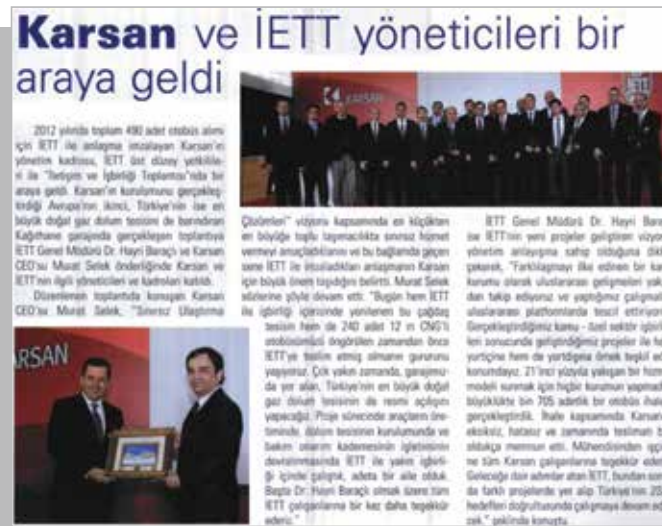 Karsan ve İETT yöneticileri bir
araya geldi
2012 yılında toplam 490 adet otobüs alımı
için İETT ile anlaşma imzalayan Karsan'ın
yönetim kadrosu, İETT üst düzey yetkilile-
ri ile "İletişim ve İşbirliği Toplantısı"nda bir
araya geldi. Karsan'ın kurulumunu gerçekleş-
tirdiği Avrupa'nın ikinci, Türkiye'nin ise en
büyük doğal gaz dolum tesisini de barındıran
Kağıthane garajında gerçekleşen toplantıya
İETT Genel Müdürü Dr. Hayri Baraçlı ve Karsan
CEO'su Murat Selek önderliğinde Karsan ve
İETT'nin ilgili yöneticileri ve kadroları katıldı.
Düzenlenen toplantıda konuşan Karsan
CEO'su Murat Selek, "Sınırsız Ulaştırma
KARSAN
RSAN
Çözümleri" vizyonu kapsamında en küçükten
en büyüğe toplu taşımacılıkta sınırsız hizmet
vermeyi amaçladıklarını ve bu bağlamda geçen
sene İETT ile imzaladıkları anlaşmanın Karsan
için büyük önem taşıdığını belirtti. Murat Selek
sözlerine şöyle devam etti: "Bugün hem İETT
ile işbirliği içerisinde yenilenen bu çağdaş
tesisin hem de 240 adet 12 m CNG'li
otobüsümüzü öngörülen zamandan önce
İETT'ye teslim etmiş olmanın gururunu
yaşıyoruz. Çok yakın zamanda, garajımız-
da yer alan, Türkiye'nin en büyük doğal
gaz dolum tesisinin de resmi açılışını
yapacağız. Proje sürecinde araçların üre-
timinde, dolum tesisinin kurulumunda ve
bakım onarım kademesinin işletiminin
devralınmasında İETT ile yakın işbirli-
ği içinde çalıştık, adeta bir aile olduk.
Başta Dr. Hayri Baraçlı olmak üzere tüm
İETT çalışanlarına bir kez daha teşekkür
ederiz."
İETT Genel Müdürü Dr. Hayri Bara
ise İETT'nin yeni projeler geliştiren vizyo
yönetim anlayışına sahip olduğuna dik
çekerek, "Farklılaşmayı ilke edinen bir ka
kurumu olarak uluslararası gelişmeleri yak
dan takip ediyoruz ve yaptığımız çalışmal
uluslararası platformlarda tescil ettiriyor
Gerçekleştirdiğimiz kamu - özel sektör işbirl
leri sonucunda geliştirdiğimiz projeler ile he
yurtiçine hem de yurtdışına örnek teşkil ed
konumdayız. 21'inci yüzyıla yakışan bir hizm
modeli sunmak için hiçbir kurumun yapmad
büyüklükte bin 705 adetlik bir otobüs ihale
gerçekleştirdik. İhale kapsamında Karsan'
eksiksiz, hatasız ve zamanında teslimatı b
oldukça memnun etti. Mühendisinden işçi
ne tüm Karsan çalışanlarına teşekkür eder
Geleceğe dair adımlar atan İETT, bundan son
da farklı projelerde yer alıp Türkiye'nin 20
hedefleri doğrultusunda çalışmaya devam ed
cek." şeklinde konuştu.